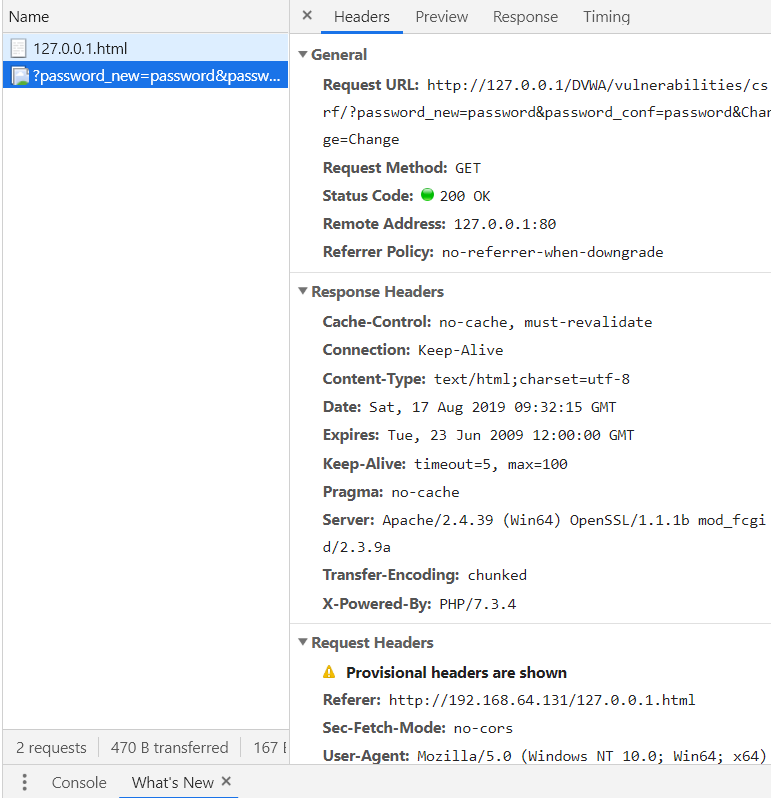 Name
127.0.0.1.html
?password_new=password&passw...
2 requests 470 B transferred 167 B
× Headers Preview Response Timing
General
Request URL: http://127.0.0.1/DVWA/vulnerabilities/cs
rf/?password_new=password&password_conf=password&Chan
ge=Change
Request Method: GET
Status Code: 200 OK
Remote Address: 127.0.0.1:80
Referrer Policy: no-referrer-when-downgrade
Response Headers
Cache-Control: no-cache, must-revalidate
Connection: Keep-Alive
Content-Type: text/html;charset=utf-8
Date: Sat, 17 Aug 2019 09:32:15 GMT
Expires: Tue, 23 Jun 2009 12:00:00 GMT
Keep-Alive: timeout=5, max=100
Pragma: no-cache
Server: Apache/2.4.39 (Win64) OpenSSL/1.1.1b mod_fcgi
d/2.3.9a
Transfer-Encoding: chunked
X-Powered-By: PHP/7.3.4
Request Headers
Provisional headers are shown
Referer: http://192.168.64.131/127.0.0.1.html
Sec-Fetch-Mode: no-cors
User-Agent: Mozilla/5.0 (Windows NT 10.0; Win64; x64)
Console What's New ×